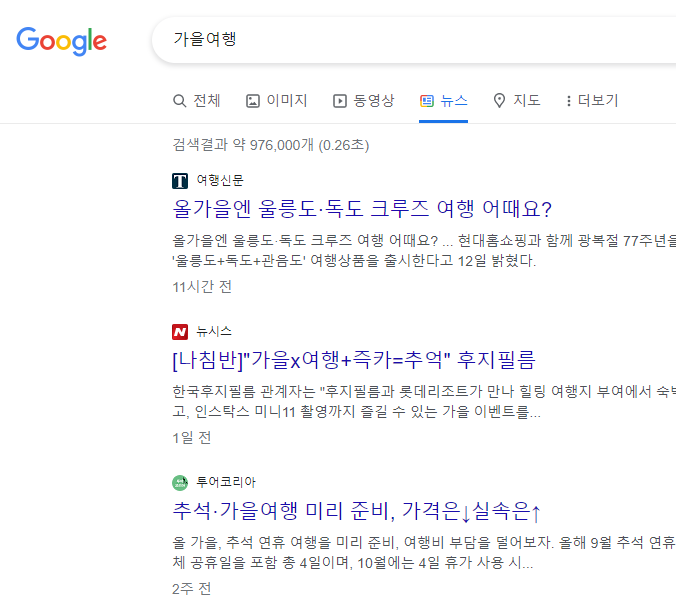 Google
가을여행
전체 이미지 동영상 뉴스 지도 더보기
검색결과 약 976,000개 (0.26초)
여행신문
올가을엔 울릉도·독도 크루즈 여행 어때요?
올가을엔 울릉도·독도 크루즈 여행 어때요? ... 현대홈쇼핑과 함께 광복절 77주년을
'울릉도+독도+관음도' 여행상품을 출시한다고 12일 밝혔다.
11시간 전
뉴시스
[나침반]"가을x여행+즉카=추억" 후지필름
한국후지필름 관계자는 "후지필름과 롯데리조트가 만나 힐링 여행지 부여에서 숙박
고, 인스탁스 미니11 촬영까지 즐길 수 있는 가을 이벤트를...
1일 전
투어코리아
추석·가을여행 미리 준비, 가격은↓실속은↑
올 가을, 추석 연휴 여행을 미리 준비, 여행비 부담을 덜어보자. 올해 9월 추석 연휴
체 공휴일을 포함 총 4일이며, 10월에는 4일 휴가 사용 시...
2주 전